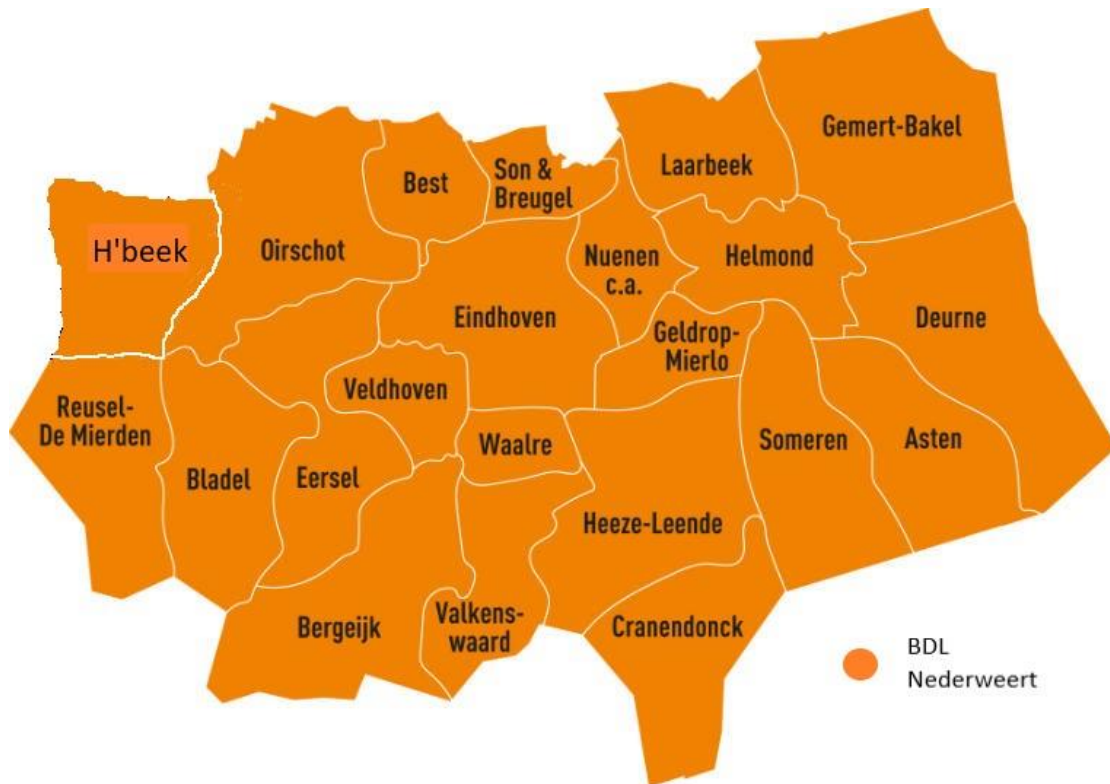 Gemert-Bakel
Laarbeek
Son &
Breugel
Best
H'beek
Oirschot
Nuenen
c.a.
Helmond
Eindhoven
Deurne
Geldrop-
Mierlo
Veldhoven
Reusel-
De Mierden
Waalre
Someren
Asten
Bladel
Eersel
Heeze-Leende
Bergeijk
Valkens-
waard
Cranendonck
BDL
Nederweert